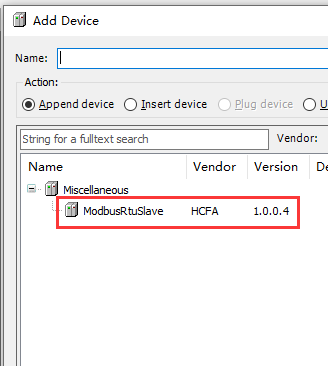 Add Device
Name:
Action:
Append device Insert device Plug device U
String for a fulltext search Vendor:
Name Vendor Version De
Miscellaneous
ModbusRtuSlave HCFA 1.0.0.4